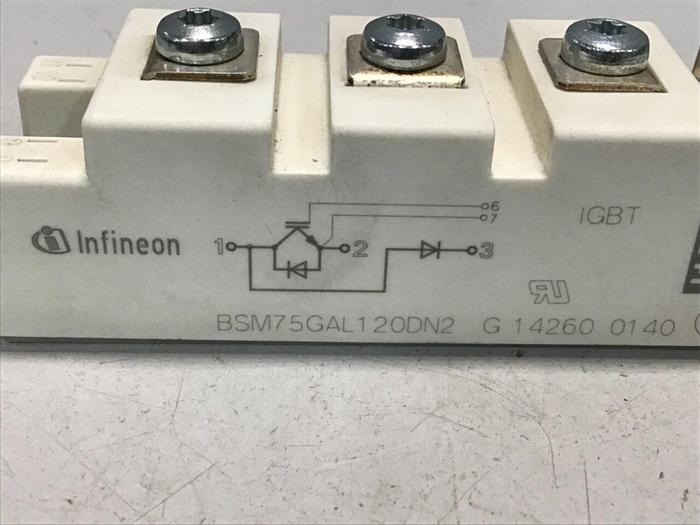 6
7
IGBT
Infineon
1 2 3
BSM75GAL120DN2 G 14260 0140